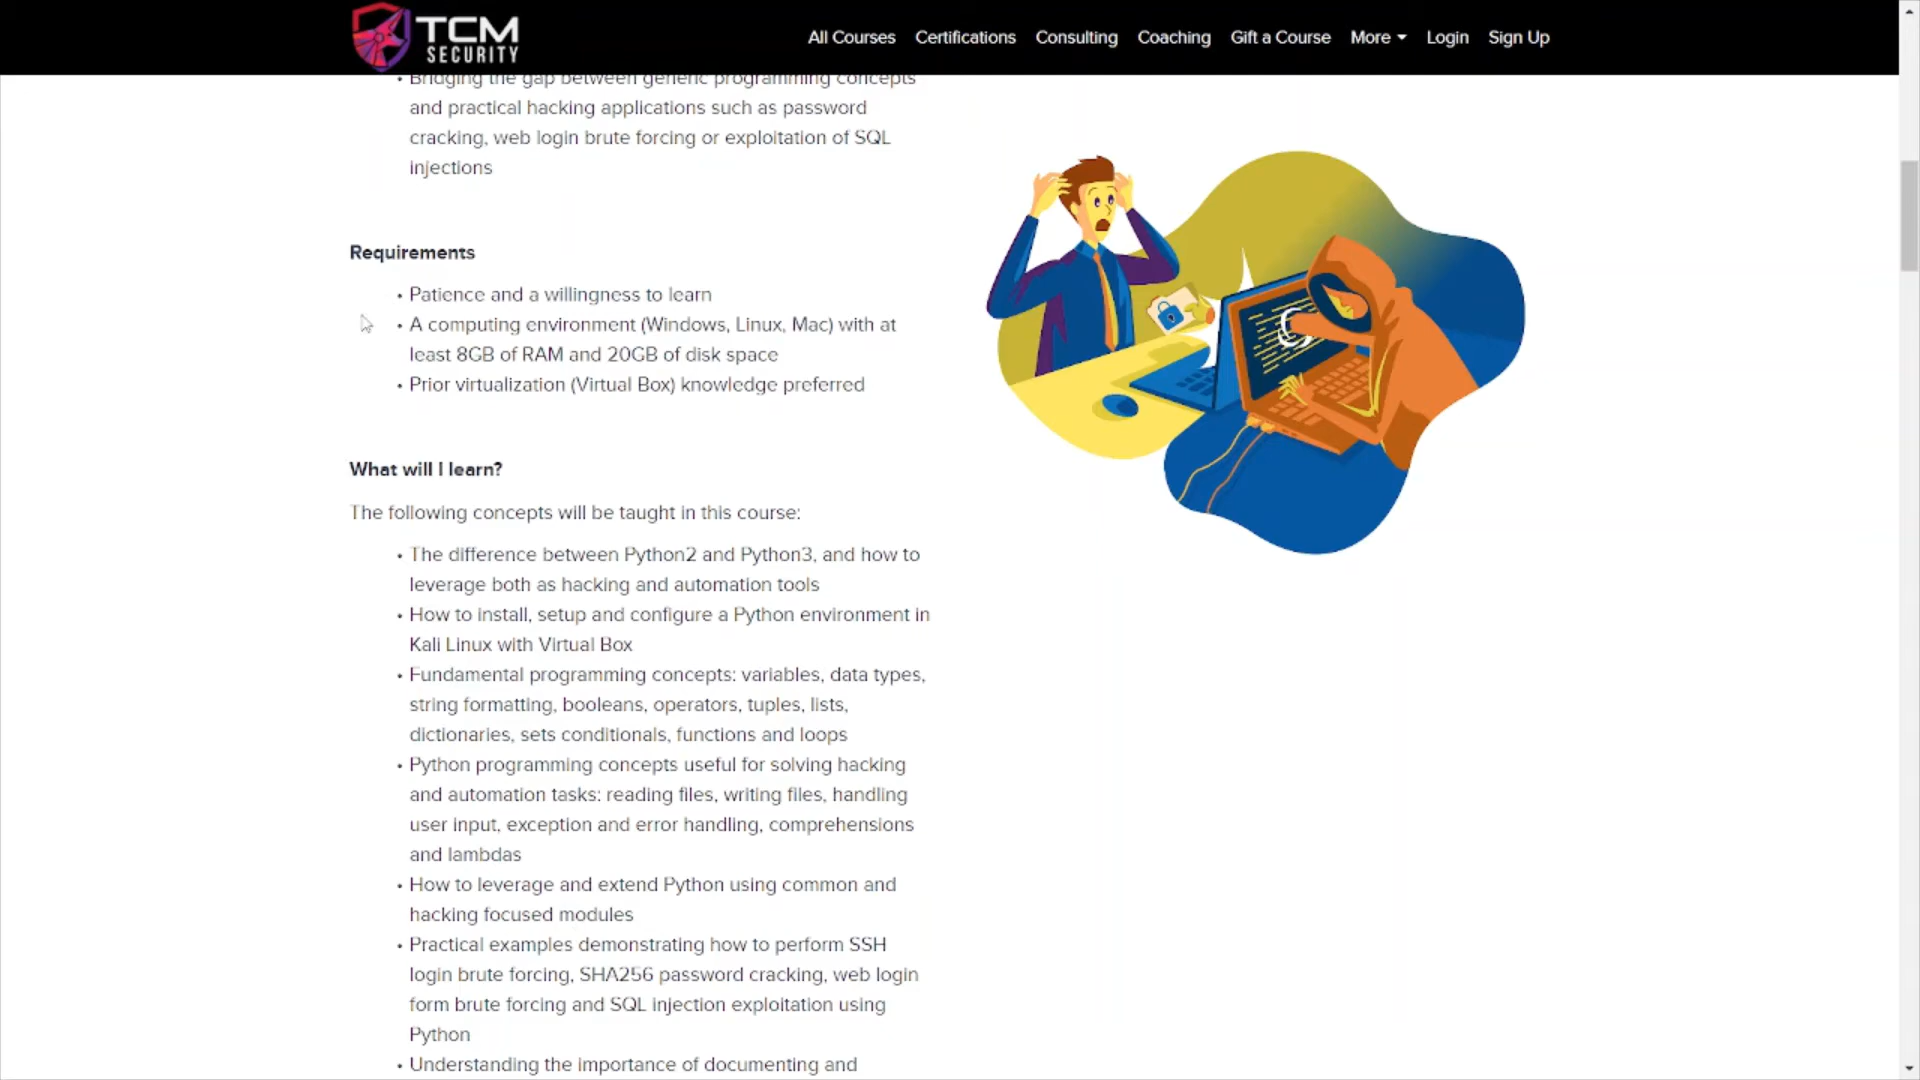 TCM
SECURITY
All Courses Certifications Consulting Coaching Gift a Course More Login Sign Up
• Bridging the gap between generic programming concepts
and practical hacking applications such as password
cracking, web login brute forcing or exploitation of SQL
injections
Requirements
• Patience and a willingness to learn
• A computing environment (Windows, Linux, Mac) with at
least 8GB of RAM and 20GB of disk space
• Prior virtualization (Virtual Box) knowledge preferred
What will I learn?
The following concepts will be taught in this course:
• The difference between Python2 and Python3, and how to
leverage both as hacking and automation tools
• How to install, setup and configure a Python environment in
Kali Linux with Virtual Box
• Fundamental programming concepts: variables, data types,
string formatting, booleans, operators, tuples, lists,
dictionaries, sets conditionals, functions and loops
• Python programming concepts useful for solving hacking
and automation tasks: reading files, writing files, handling
user input, exception and error handling, comprehensions
and lambdas
• How to leverage and extend Python using common and
hacking focused modules
• Practical examples demonstrating how to perform SSH
login brute forcing, SHA256 password cracking, web login
form brute forcing and SQL injection exploitation using
Python
• Understanding the importance of documenting and